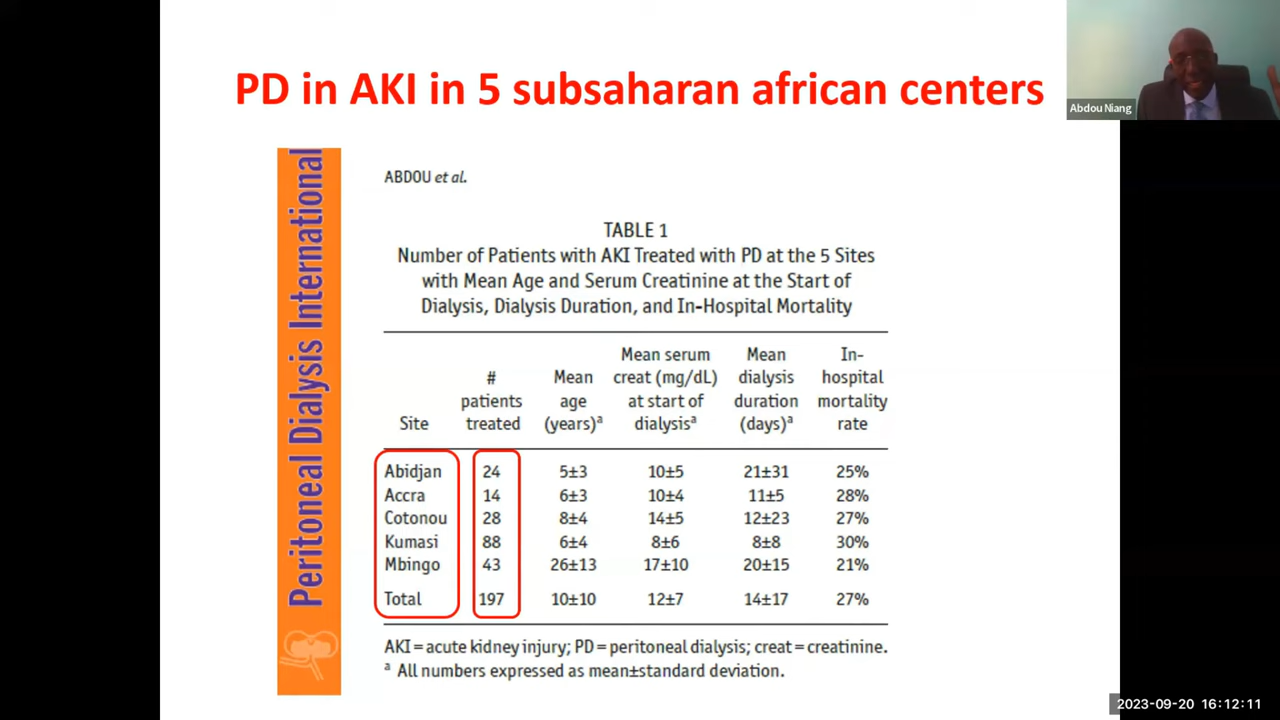 PD in AKI in 5 subsaharan african centers
Abdou Niang
Peritoneal Dialysis International
ABDOU et al.
TABLE 1
Number of Patients with AKI Treated with PD at the 5 Sites
with Mean Age and Serum Creatinine at the Start of
Dialysis, Dialysis Duration, and In-Hospital Mortality
Mean serum Mean In-
# Mean creat (mg/dL) dialysis hospital
patients age at start of duration mortality
Site treated (years)ᵃ dialysisᵃ (days)ᵃ rate
Abidjan 24 5±3 10±5 21±31 25%
Accra 14 6±3 10±4 11±5 28%
Cotonou 28 8±4 14±5 12±23 27%
Kumasi 88 6±4 8±6 8±8 30%
Mbingo 43 26±13 17±10 20±15 21%
Total 197 10±10 12±7 14±17 27%
AKI = acute kidney injury; PD = peritoneal dialysis; creat = creatinine.
ᵃ All numbers expressed as mean±standard deviation.
2023-09-20 16:12:11